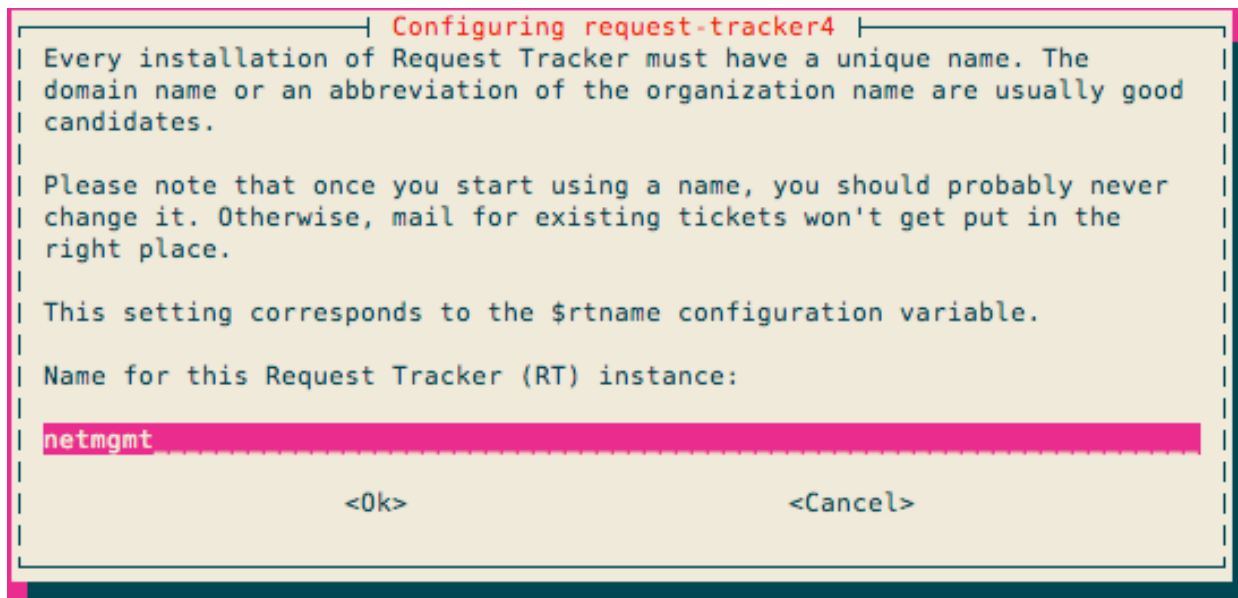 Configuring request-tracker4
Every installation of Request Tracker must have a unique name. The
domain name or an abbreviation of the organization name are usually good
candidates.
Please note that once you start using a name, you should probably never
change it. Otherwise, mail for existing tickets won't get put in the
right place.
This setting corresponds to the $rtname configuration variable.
Name for this Request Tracker (RT) instance:
netmgmt
<Ok> <Cancel>